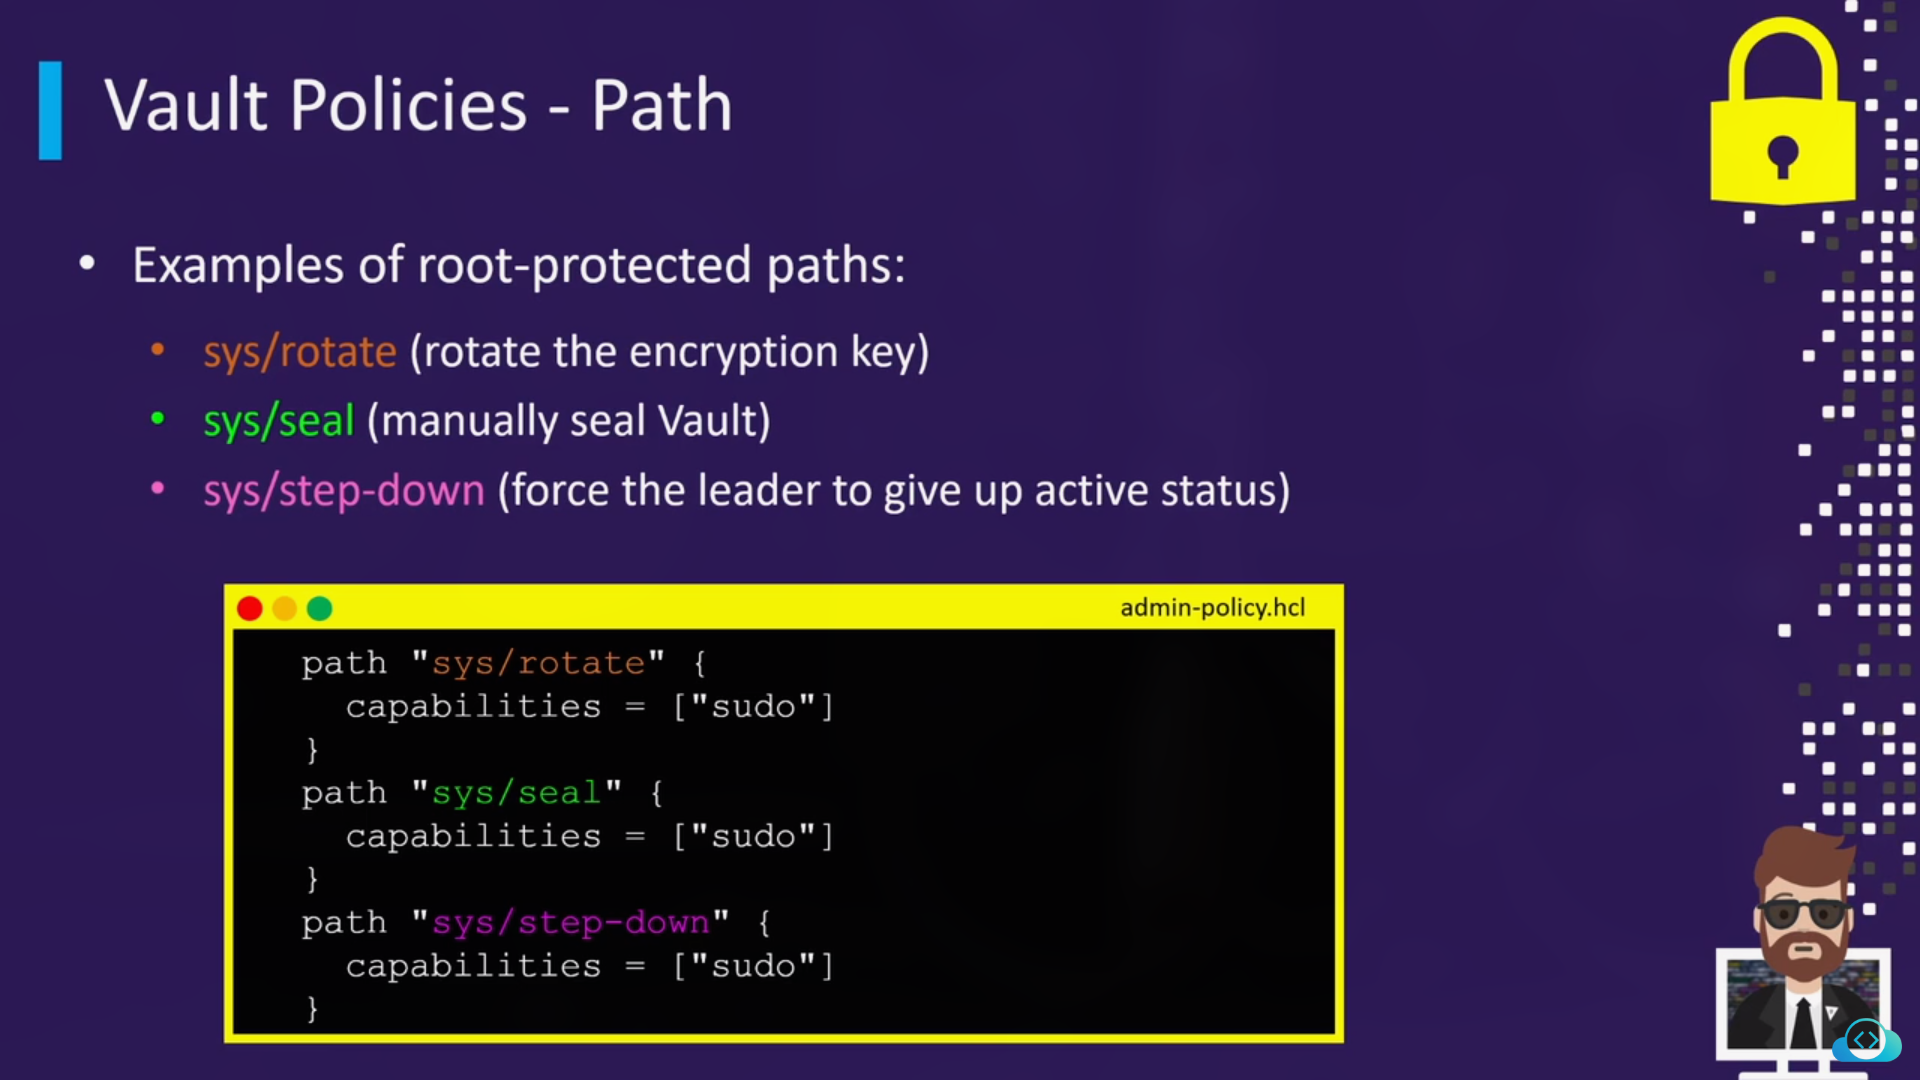 Vault Policies - Path
• Examples of root-protected paths:
• sys/rotate (rotate the encryption key)
• sys/seal (manually seal Vault)
• sys/step-down (force the leader to give up active status)
admin-policy.hcl
path "sys/rotate" {
  capabilities = ["sudo"]
}
path "sys/seal" {
  capabilities = ["sudo"]
}
path "sys/step-down" {
  capabilities = ["sudo"]
}